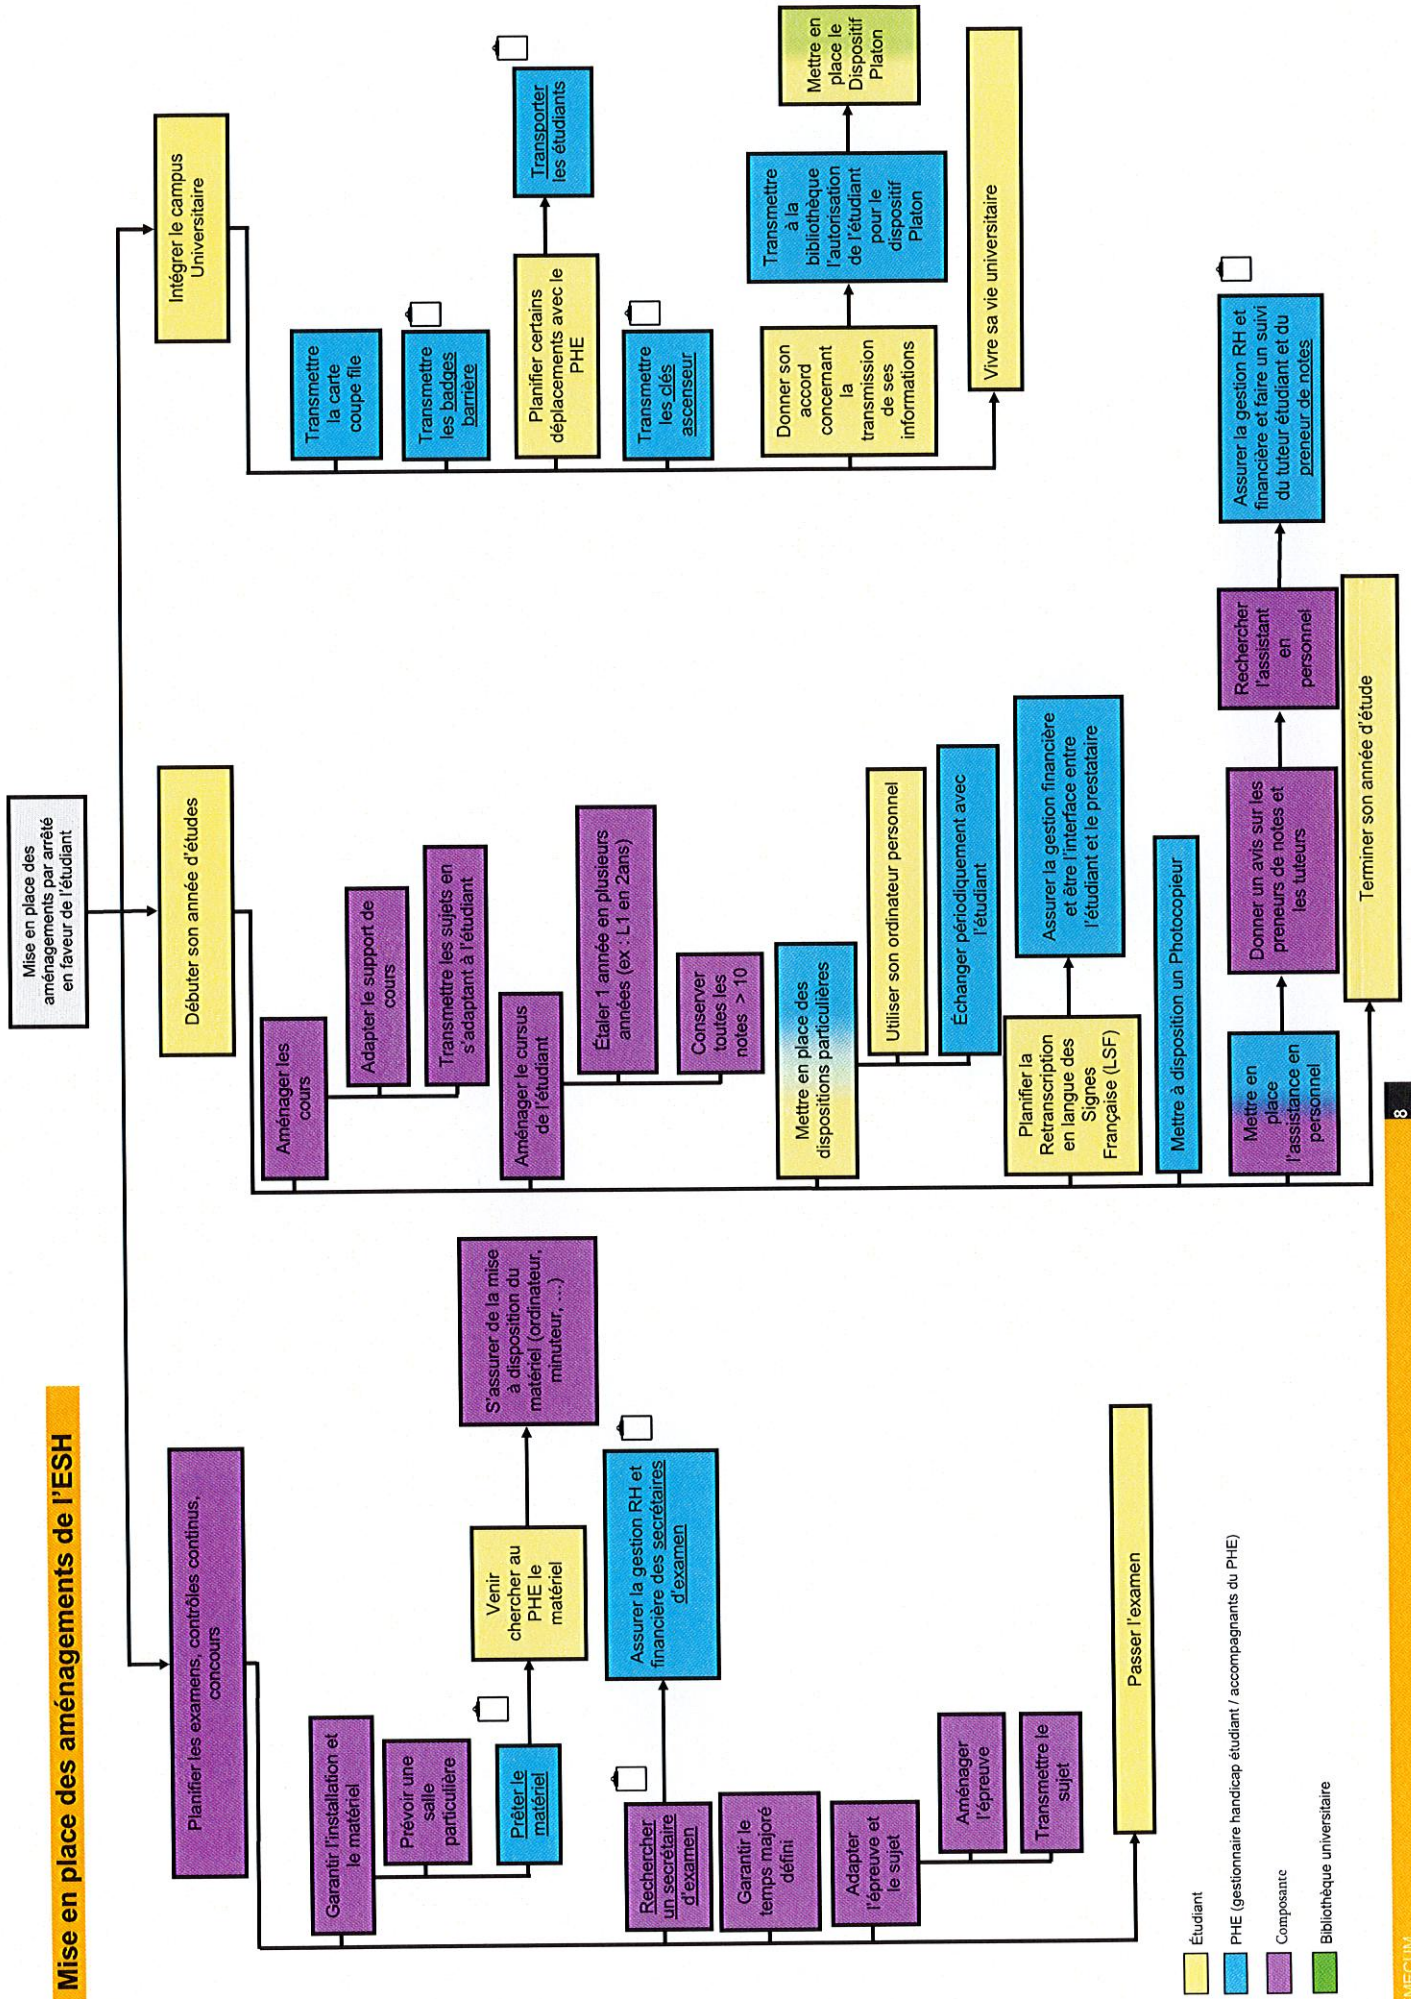 Mise en place des aménagements de l'ESH
Mise en place des
aménagements par arrêté
en faveur de l'étudiant
Planifier les examens, contrôles continus,
concours
Garantir l'installation et
le matériel
Prévoir une
salle
particulière
Prêter le
matériel
Venir
chercher au
PHE le
matériel
S'assurer de la mise
à disposition du
matériel (ordinateur,
minuteur, …)
Rechercher
un secrétaire
d'examen
Assurer la gestion RH et
financière des secrétaires
d'examen
Garantir le
temps majoré
défini
Adapter
l'épreuve et
le sujet
Aménager
l'épreuve
Transmettre le
sujet
Passer l'examen
Débuter son année d'études
Aménager les
cours
Adapter le support de
cours
Transmettre les sujets en
s'adaptant à l'étudiant
Aménager le cursus
de l'étudiant
Étaler 1 année en plusieurs
années (ex : L1 en 2ans)
Conserver
toutes les
notes > 10
Mettre en place des
dispositions particulières
Utiliser son ordinateur personnel
Échanger périodiquement avec
l'étudiant
Planifier la
Retranscription
en langue des
Signes
Française (LSF)
Assurer la gestion financière
et être l'interface entre
l'étudiant et le prestataire
Mettre à disposition un Photocopieur
Mettre en
place
l'assistance en
personnel
Donner un avis sur les
preneurs de notes et
les tuteurs
Rechercher
l'assistant
en
personnel
Assurer la gestion RH et
financière et faire un suivi
du tuteur étudiant et du
preneur de notes
Terminer son année d'étude
Intégrer le campus
Universitaire
Transmettre
la carte
coupe file
Transmettre
les badges
barrière
Planifier certains
déplacements avec le
PHE
Transporter
les étudiants
Transmettre
les clés
ascenseur
Donner son
accord
concernant
la
transmission
de ses
informations
Transmettre
à la
bibliothèque
l'autorisation
de l'étudiant
pour le
dispositif
Platon
Mettre en
place le
Dispositif
Platon
Vivre sa vie universitaire
Étudiant
PHE (gestionnaire handicap étudiant / accompagnants du PHE)
Composante
Bibliothèque universitaire
MECUM
8